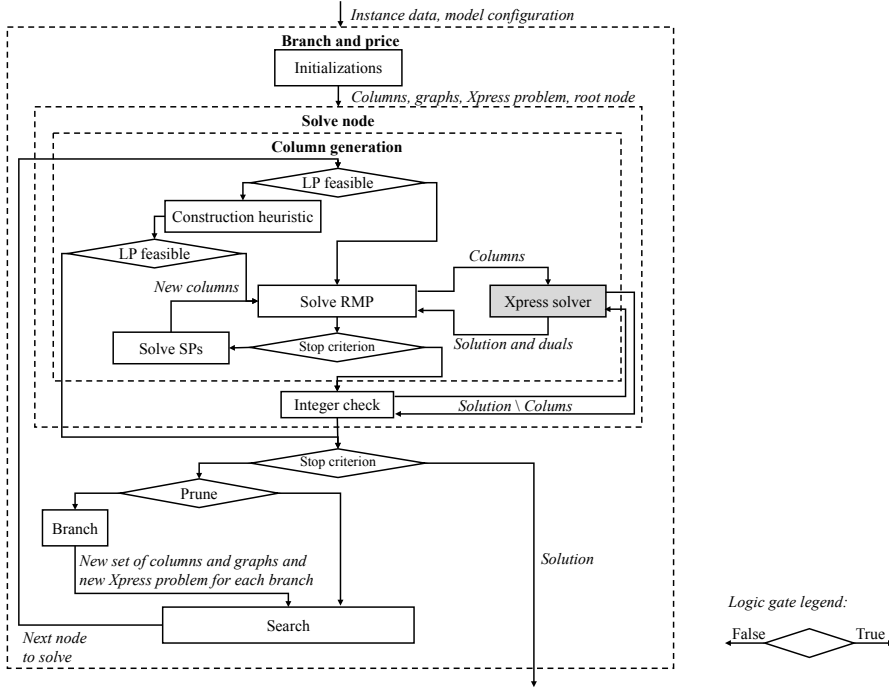 Instance data, model configuration
Branch and price
Initializations
Columns, graphs, Xpress problem, root node
Solve node
Column generation
LP feasible
Construction heuristic
LP feasible
Columns
New columns
Solve RMP
Xpress solver
Solution and duals
Stop criterion
Solve SPs
Integer check
Solution \ Colums
Stop criterion
Prune
Branch
New set of columns and graphs and
new Xpress problem for each branch
Solution
Search
Next node
to solve
Logic gate legend:
False
True